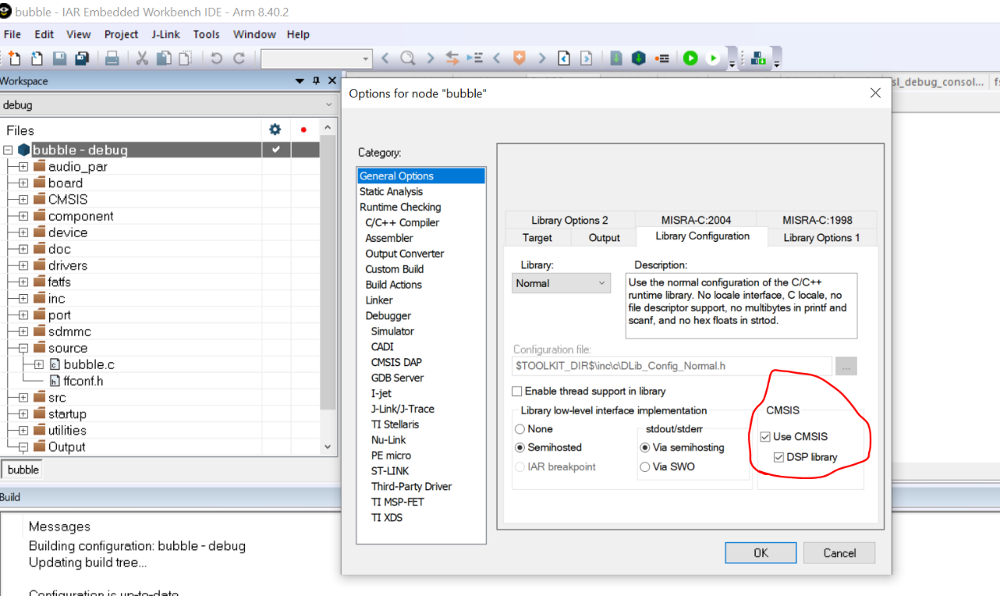 bubble - IAR Embedded Workbench IDE - Arm 8.40.2
File Edit View Project J-Link Tools Window Help
Workspace
debug
Files
bubble - debug
audio_par
board
CMSIS
component
device
doc
drivers
fatfs
inc
port
sdmmc
source
bubble.c
ffconf.h
src
startup
utilities
Output
bubble
sl_debug_consol...
Options for node "bubble"
Category:
General Options
Static Analysis
Runtime Checking
C/C++ Compiler
Assembler
Output Converter
Custom Build
Build Actions
Linker
Debugger
Simulator
CADI
CMSIS DAP
GDB Server
I-jet
J-Link/J-Trace
TI Stellaris
Nu-Link
PE micro
ST-LINK
Third-Party Driver
TI MSP-FET
TI XDS
Library Options 2 MISRA-C:2004 MISRA-C:1998
Target Output Library Configuration Library Options 1
Library: Description:
Normal
Use the normal configuration of the C/C++
runtime library. No locale interface, C locale, no
file descriptor support, no multibytes in printf and
scanf, and no hex floats in strtod.
Configuration file:
$TOOLKIT_DIR$\inc\c\DLib_Config_Normal.h ...
Enable thread support in library
Library low-level interface implementation
None
Semihosted
IAR breakpoint
stdout/stderr
Via semihosting
Via SWO
CMSIS
Use CMSIS
DSP library
OK Cancel
Build
Messages
Building configuration: bubble - debug
Updating build tree...
Configuration is up-to-date